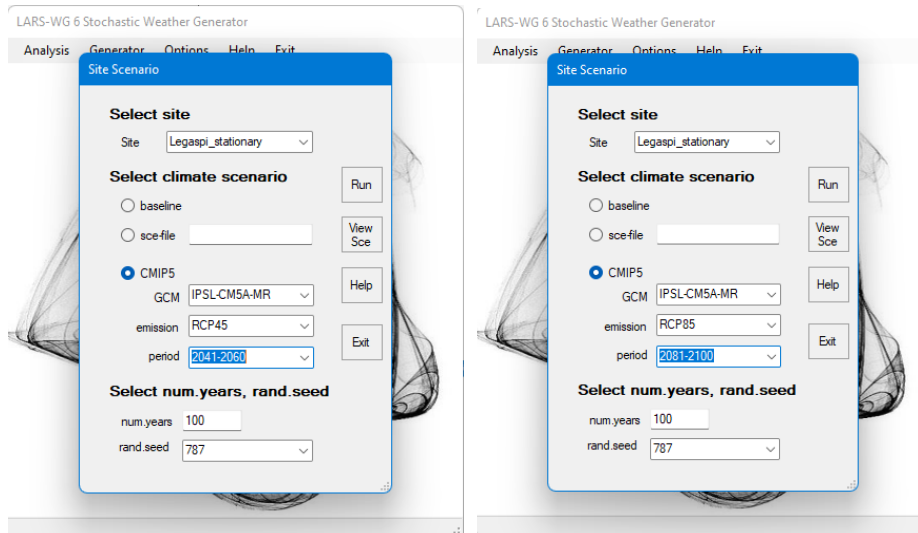 LARS-WG 6 Stochastic Weather Generator
Analysis Generator Options Help Exit
Site Scenario
Select site
Site Legaspi_stationary
Select climate scenario
Run
baseline
sce-file
View
Sce
CMIP5
GCM IPSL-CM5A-MR
Help
emission RCP45
Exit
period 2041-2060
Select num.years, rand.seed
num.years 100
rand.seed 787
LARS-WG 6 Stochastic Weather Generator
Analysis Generator Options Help Exit
Site Scenario
Select site
Site Legaspi_stationary
Select climate scenario
Run
baseline
sce-file
View
Sce
CMIP5
GCM IPSL-CM5A-MR
Help
emission RCP85
Exit
period 2081-2100
Select num.years, rand.seed
num.years 100
rand.seed 787